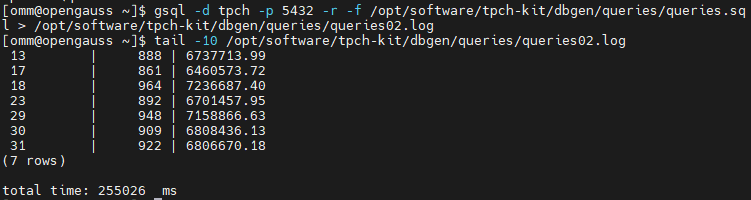 [omm@opengauss ~]$ gsql -d tpch -p 5432 -r -f /opt/software/tpch-kit/dbgen/queries/queries.sq
l > /opt/software/tpch-kit/dbgen/queries/queries02.log
[omm@opengauss ~]$ tail -10 /opt/software/tpch-kit/dbgen/queries/queries02.log
 13         |      888 | 6737713.99
 17         |      861 | 6460573.72
 18         |      964 | 7236687.40
 23         |      892 | 6701457.95
 29         |      948 | 7158866.63
 30         |      909 | 6808436.13
 31         |      922 | 6806670.18
(7 rows)

total time: 255026  ms